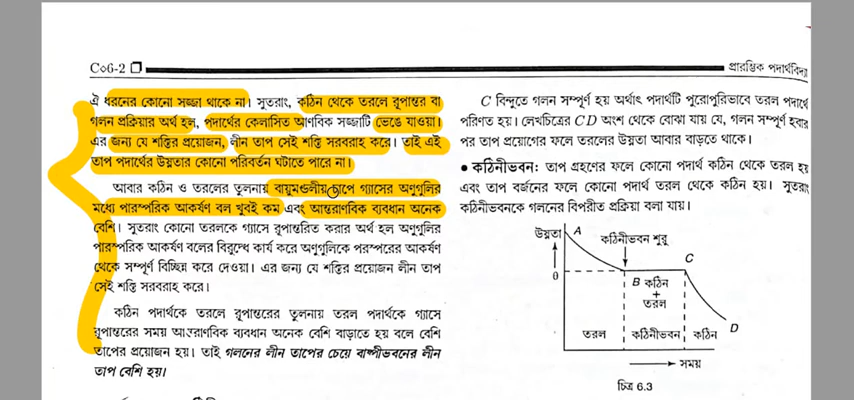 C◊6-2
প্রারম্ভিক পদার্থবিদ্যা
ঐ ধরনের কোনো সজ্জা থাকে না। সুতরাং, কঠিন থেকে তরলে রূপান্তর বা
গলন প্রক্রিয়ার অর্থ হল, পদার্থের কেলাসিত আণবিক সজ্জাটি ভেঙে যাওয়া।
এর জন্য যে শক্তির প্রয়োজন, লীন তাপ সেই শক্তি সরবরাহ করে। তাই এই
তাপ পদার্থের উষ্ণতার কোনো পরিবর্তন ঘটাতে পারে না।
আবার কঠিন ও তরলের তুলনায় বায়ুমণ্ডলীয় চাপে গ্যাসের অণুগুলির
মধ্যে পারস্পরিক আকর্ষণ বল খুবই কম এবং আন্তরাণবিক ব্যবধান অনেক
বেশি। সুতরাং কোনো তরলকে গ্যাসে রূপান্তরিত করার অর্থ হল অণুগুলির
পারস্পরিক আকর্ষণ বলের বিরুদ্ধে কার্য করে অণুগুলিকে পরস্পরের আকর্ষণ
থেকে সম্পূর্ণ বিচ্ছিন্ন করে দেওয়া। এর জন্য যে শক্তির প্রয়োজন লীন তাপ
সেই শক্তি সরবরাহ করে।
কঠিন পদার্থকে তরলে রূপান্তরের তুলনায় তরল পদার্থকে গ্যাসে
রূপান্তরের সময় আন্তরাণবিক ব্যবধান অনেক বেশি বাড়াতে হয় বলে বেশি
তাপের প্রয়োজন হয়। তাই গলনের লীন তাপের চেয়ে বাষ্পীভবনের লীন
তাপ বেশি হয়।
C বিন্দুতে গলন সম্পূর্ণ হয় অর্থাৎ পদার্থটি পুরোপুরিভাবে তরল পদার্থে
পরিণত হয়। লেখচিত্রের CD অংশ থেকে বোঝা যায় যে, গলন সম্পূর্ণ হবার
পর তাপ প্রয়োগের ফলে তরলের উষ্ণতা আবার বাড়তে থাকে।
• কঠিনীভবন: তাপ গ্রহণের ফলে কোনো পদার্থ কঠিন থেকে তরল হয়
এবং তাপ বর্জনের ফলে কোনো পদার্থ তরল থেকে কঠিন হয়। সুতরাং
কঠিনীভবনকে গলনের বিপরীত প্রক্রিয়া বলা যায়।
উষ্ণতা A
কঠিনীভবন শুরু
C
θ
B কঠিন
+
তরল
D
তরল কঠিনীভবন কঠিন
সময়
চিত্র 6.3